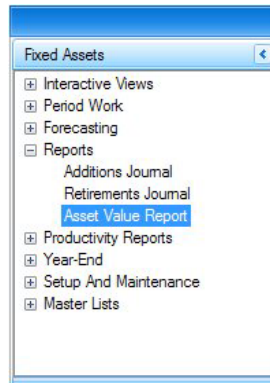 Fixed Assets
Interactive Views
Period Work
Forecasting
Reports
Additions Journal
Retirements Journal
Asset Value Report
Productivity Reports
Year-End
Setup And Maintenance
Master Lists